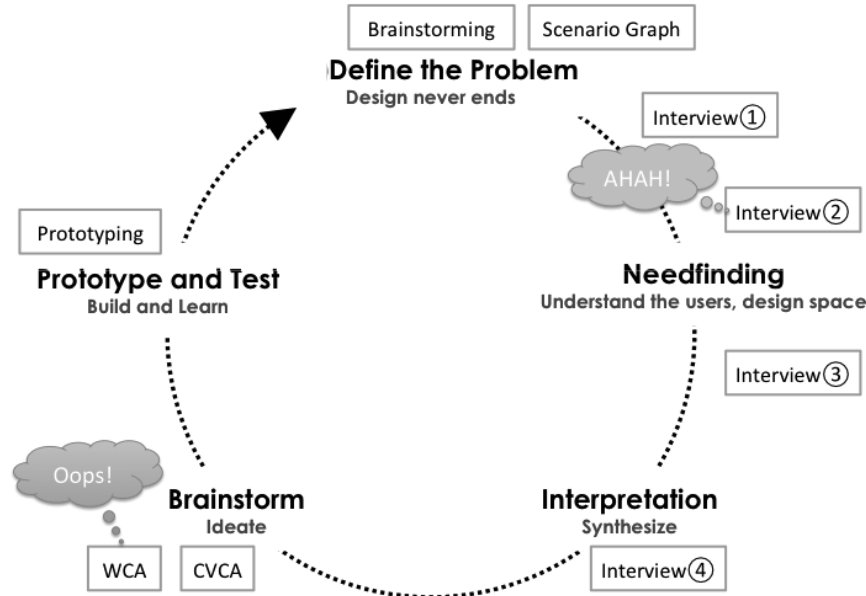 Brainstorming
Scenario Graph
Define the Problem
Design never ends
Interview①
AHAH!
Interview②
Prototyping
Prototype and Test
Build and Learn
Needfinding
Understand the users, design space
Interview③
Oops!
Brainstorm
Ideate
Interpretation
Synthesize
WCA
CVCA
Interview④